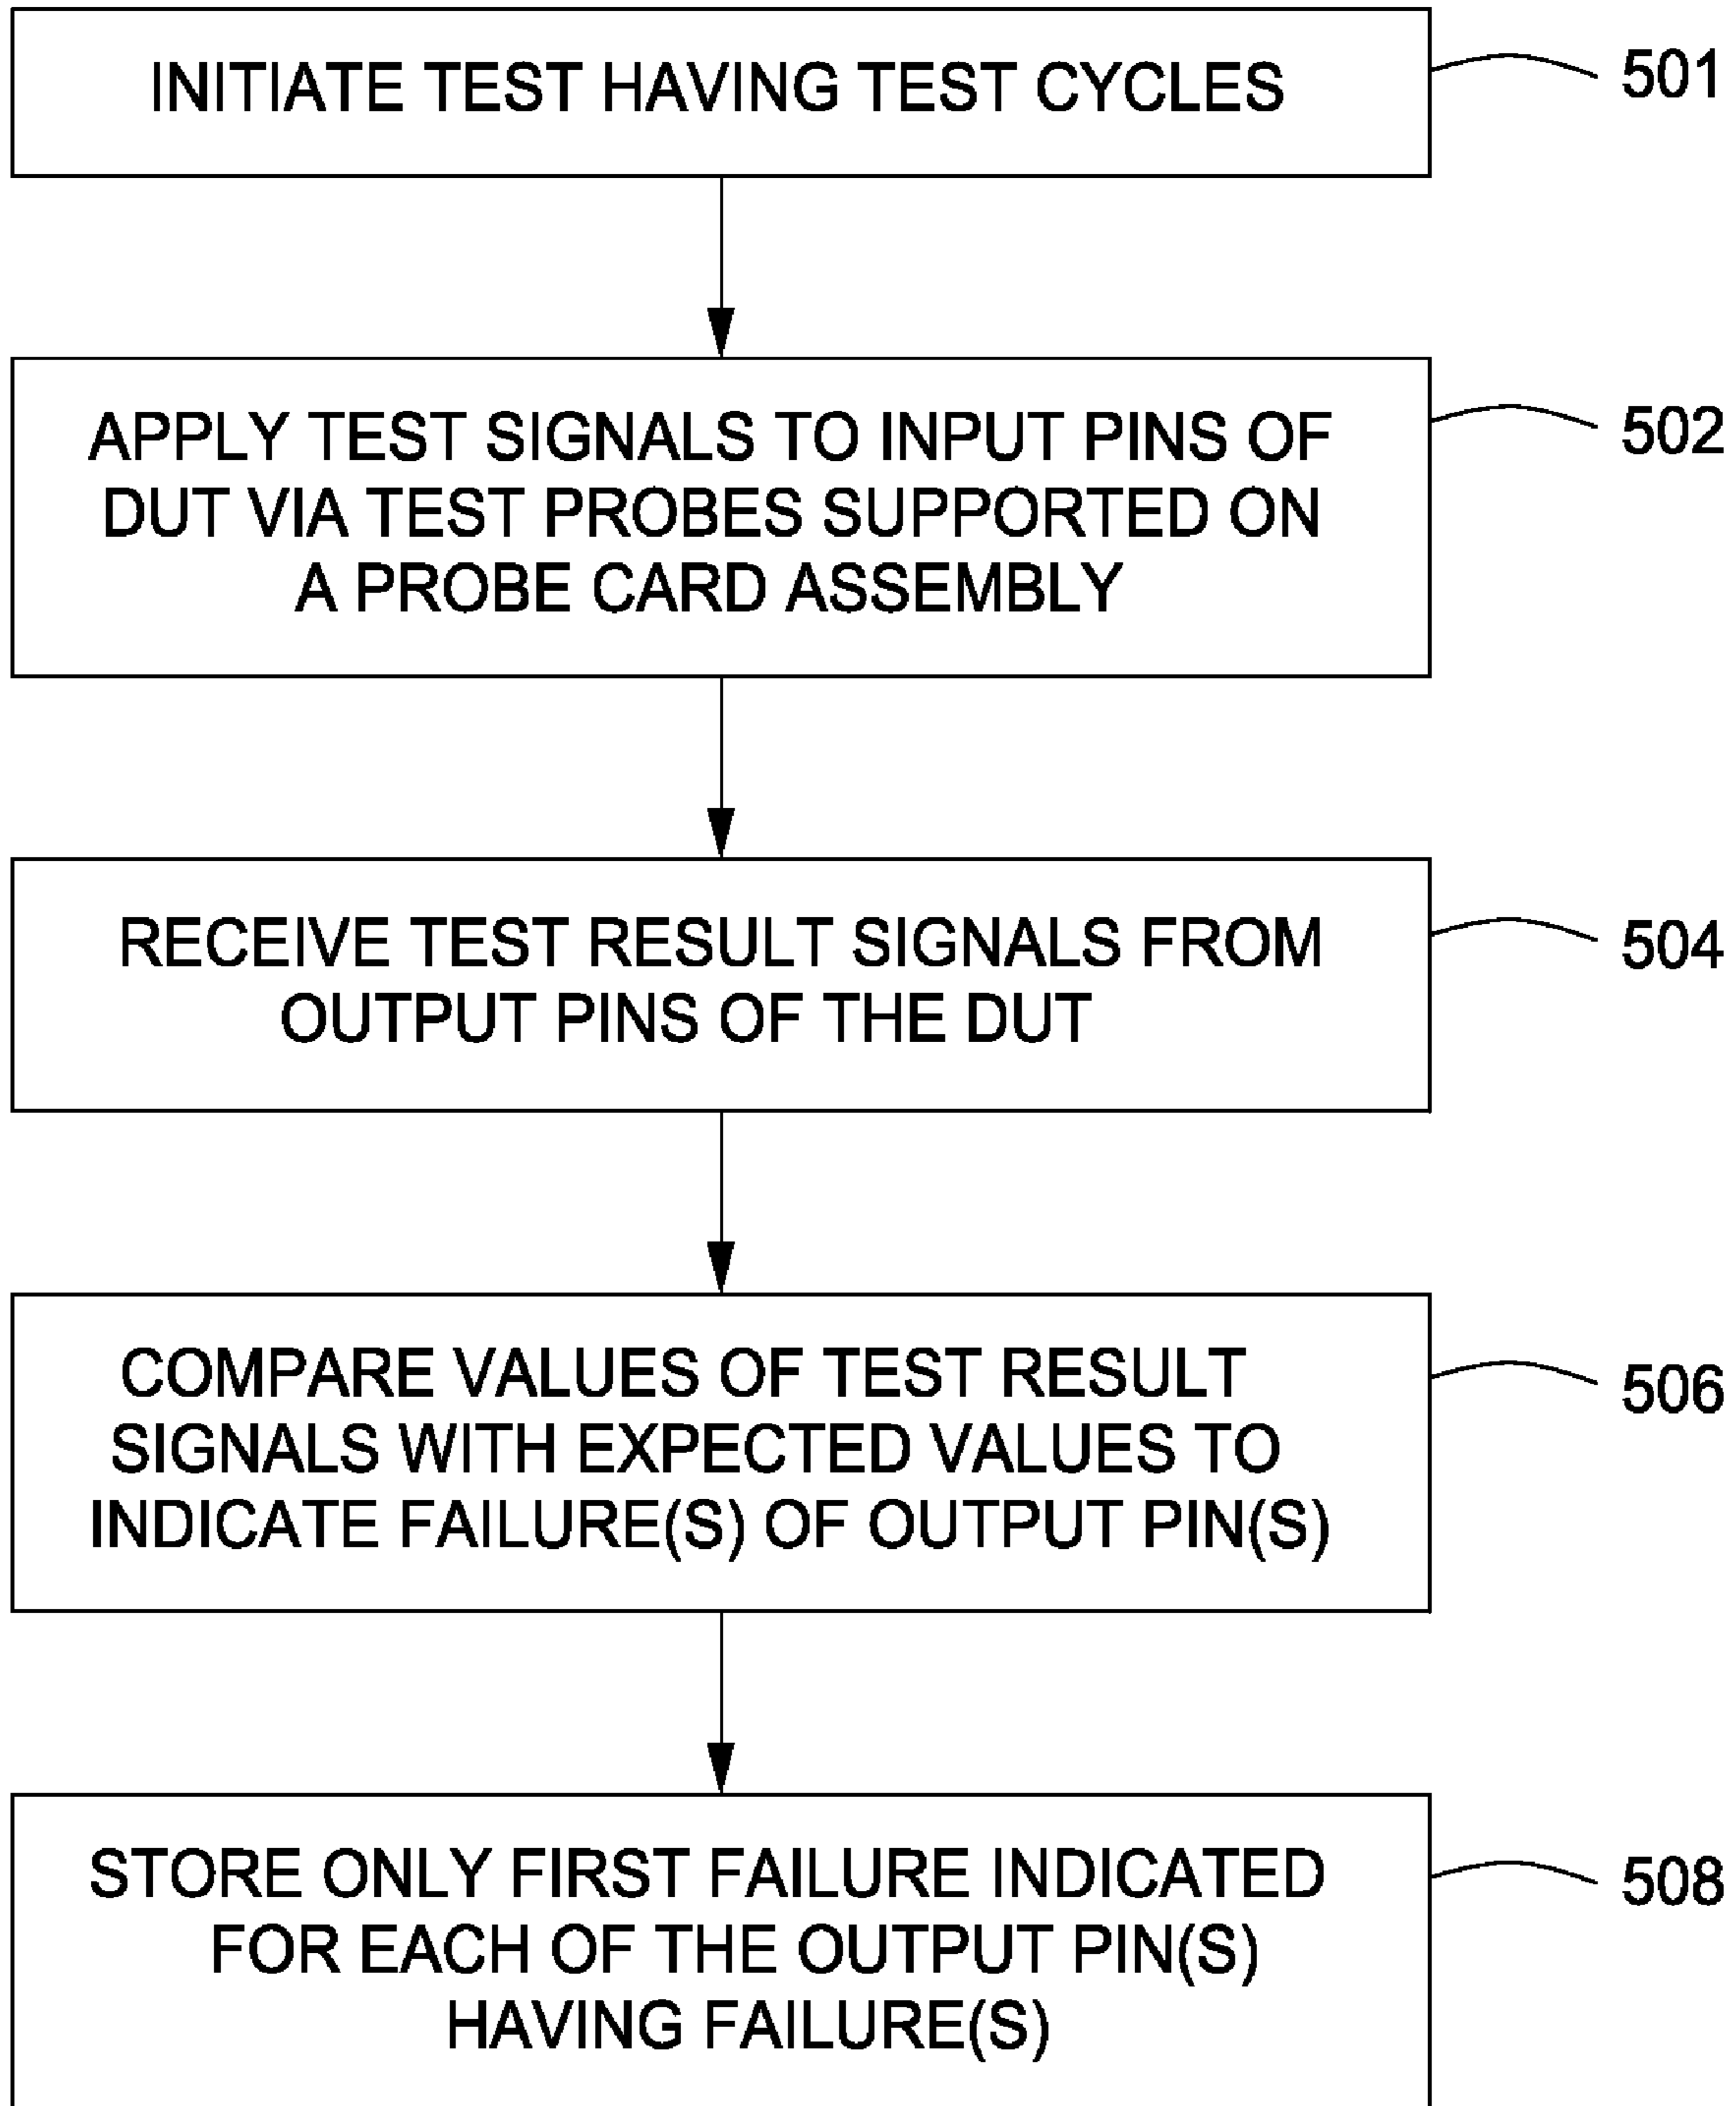 INITIATE TEST HAVING TEST CYCLES
501
APPLY TEST SIGNALS TO INPUT PINS OF
DUT VIA TEST PROBES SUPPORTED ON
A PROBE CARD ASSEMBLY
502
RECEIVE TEST RESULT SIGNALS FROM
OUTPUT PINS OF THE DUT
504
COMPARE VALUES OF TEST RESULT
SIGNALS WITH EXPECTED VALUES TO
INDICATE FAILURE(S) OF OUTPUT PIN(S)
506
STORE ONLY FIRST FAILURE INDICATED
FOR EACH OF THE OUTPUT PIN(S)
HAVING FAILURE(S)
508